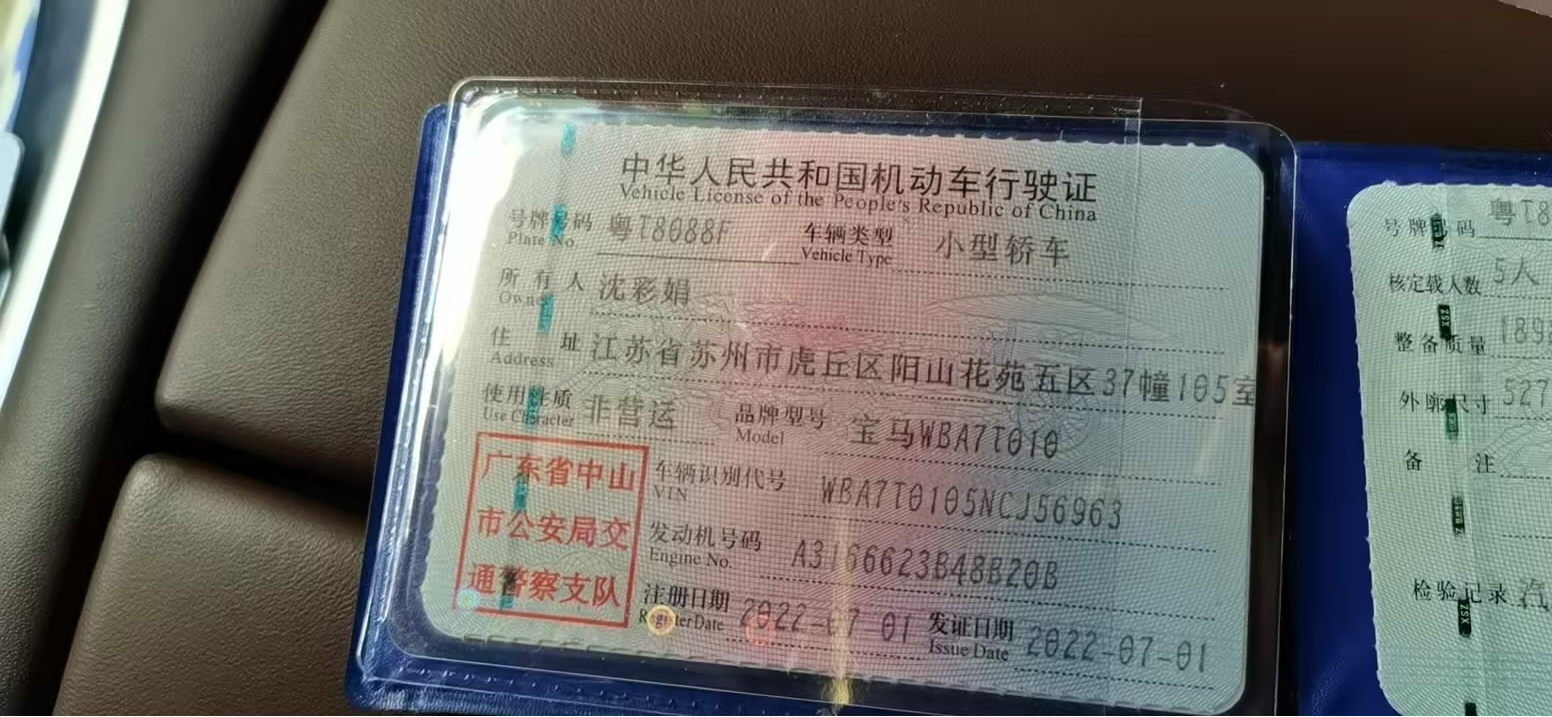 中华人民共和国机动车行驶证
Vehicle License of the People's Republic of China
号牌号码 粤T8088F 车辆类型 小型轿车
Plate No. Vehicle Type
所有人 沈彩娟
Owner
住址 江苏省苏州市虎丘区阳山花苑五区37幢105室
Address
使用性质 非营运 品牌型号 宝马WBA7T010
Use Character Model
车辆识别代号 WBA7T0105NCJ56963
VIN
发动机号码 A3166623B48B20B
Engine No.
注册日期 2022-07-01 发证日期 2022-07-01
Register Date Issue Date
广东省中山
市公安局交
通警察支队
号牌号码 粤T8
核定载人数 5人
整备质量 189
外廓尺寸 527
备注
检验记录 汽